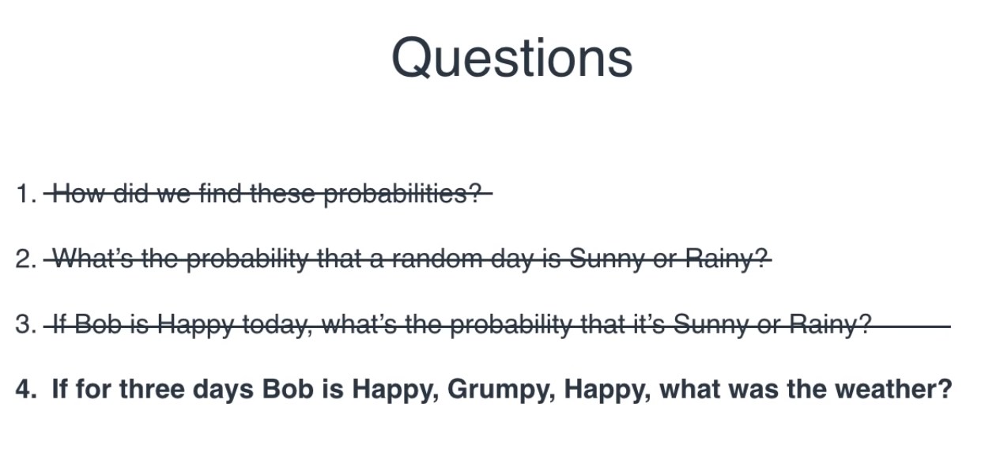 Questions
1. How did we find these probabilities?
2. What’s the probability that a random day is Sunny or Rainy?
3. If Bob is Happy today, what’s the probability that it’s Sunny or Rainy?
4. If for three days Bob is Happy, Grumpy, Happy, what was the weather?